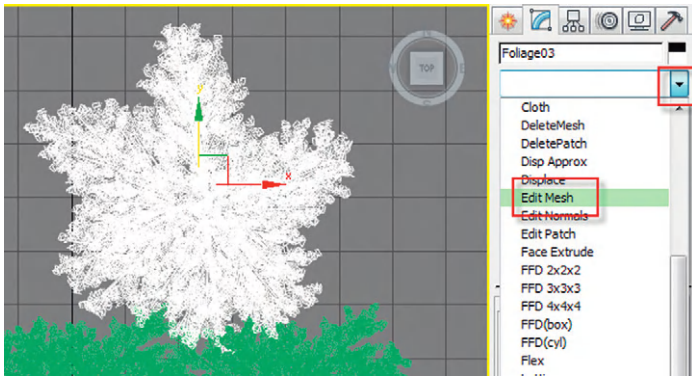 TOP
y
x
Foliage03
Cloth
DeleteMesh
DeletePatch
Disp Approx
Displace
Edit Mesh
Edit Normals
Edit Patch
Face Extrude
FFD 2x2x2
FFD 3x3x3
FFD 4x4x4
FFD(box)
FFD(cyl)
Flex